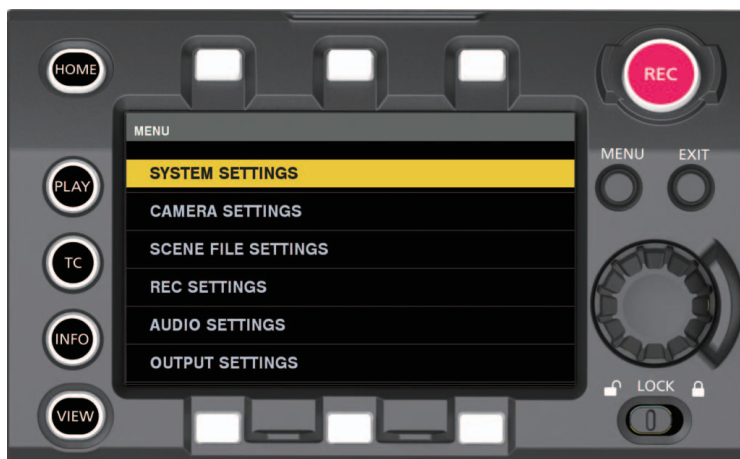 HOME
REC
MENU
SYSTEM SETTINGS
CAMERA SETTINGS
SCENE FILE SETTINGS
REC SETTINGS
AUDIO SETTINGS
OUTPUT SETTINGS
PLAY
TC
INFO
VIEW
MENU EXIT
LOCK